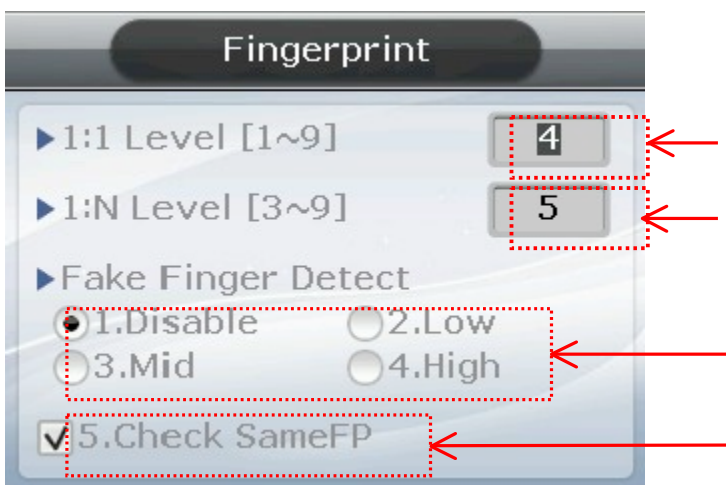 Fingerprint
1:1 Level [1~9] 4
1:N Level [3~9] 5
Fake Finger Detect
1.Disable 2.Low
3.Mid 4.High
5.Check SameFP